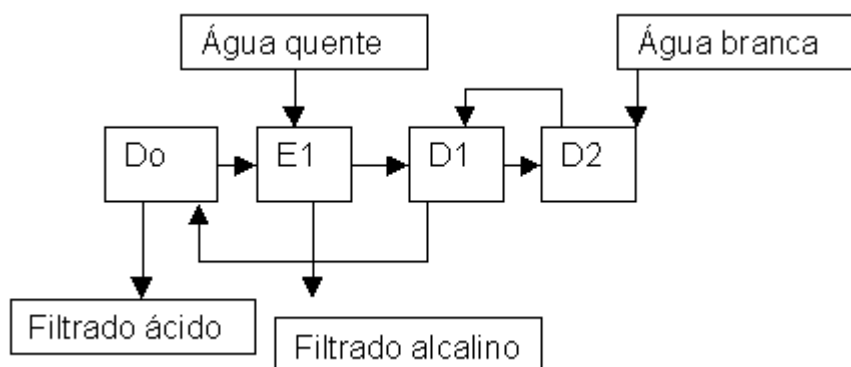 Água quente
Água branca
Do
E1
D1
D2
Filtrado ácido
Filtrado alcalino